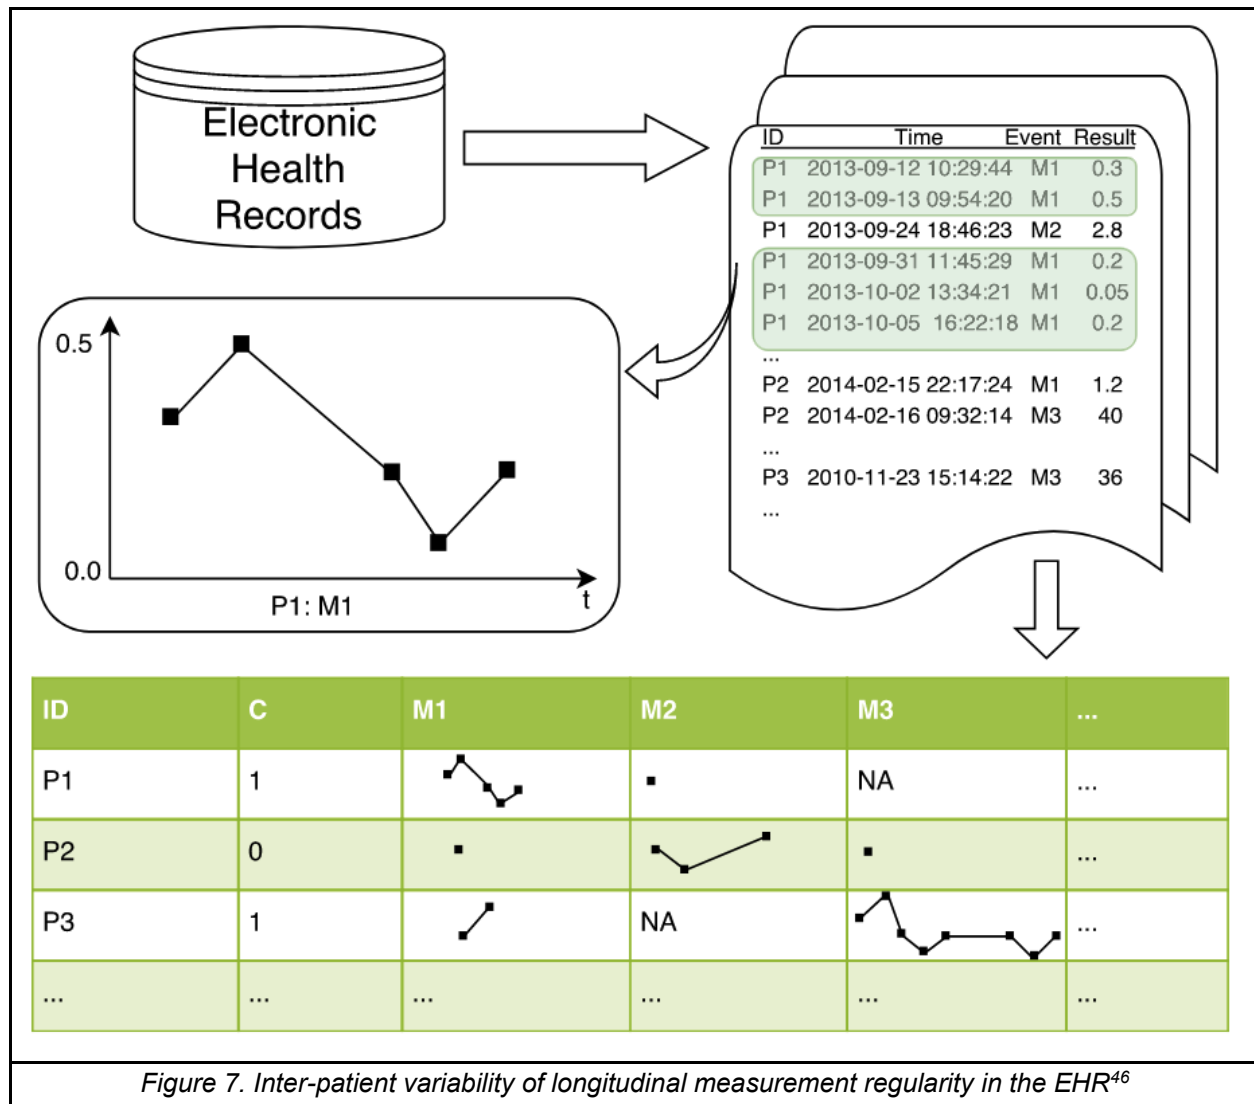 Electronic
Health
Records
ID Time Event Result
P1 2013-09-12 10:29:44 M1 0.3
P1 2013-09-13 09:54:20 M1 0.5
P1 2013-09-24 18:46:23 M2 2.8
P1 2013-09-31 11:45:29 M1 0.2
P1 2013-10-02 13:34:21 M1 0.05
P1 2013-10-05 16:22:18 M1 0.2
...
P2 2014-02-15 22:17:24 M1 1.2
P2 2014-02-16 09:32:14 M3 40
...
P3 2010-11-23 15:14:22 M3 36
...
0.5
0.0
t
P1: M1
ID C M1 M2 M3 ...
P1 1 NA ...
P2 0 ...
P3 1 NA ...
... ... ... ... ... ...
Figure 7. Inter-patient variability of longitudinal measurement regularity in the EHR46